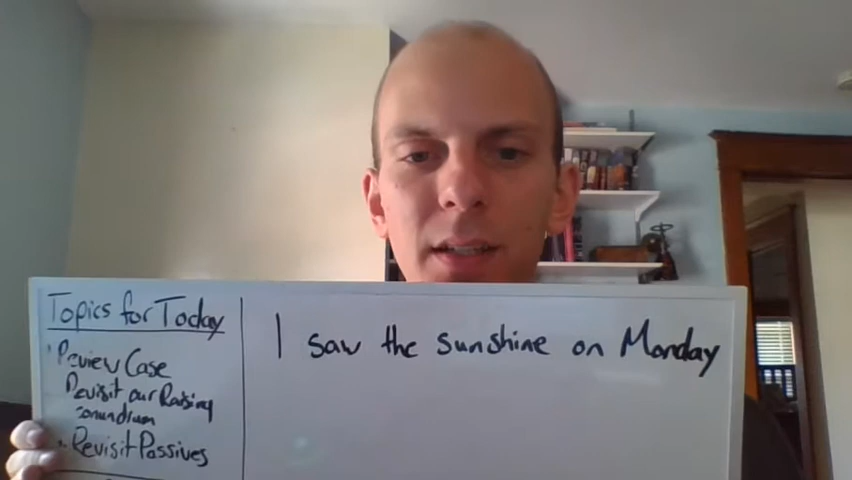 Topics for Today
Review Case
Revisit our Raising
conundrum
Revisit Passives
I saw the sunshine on Monday